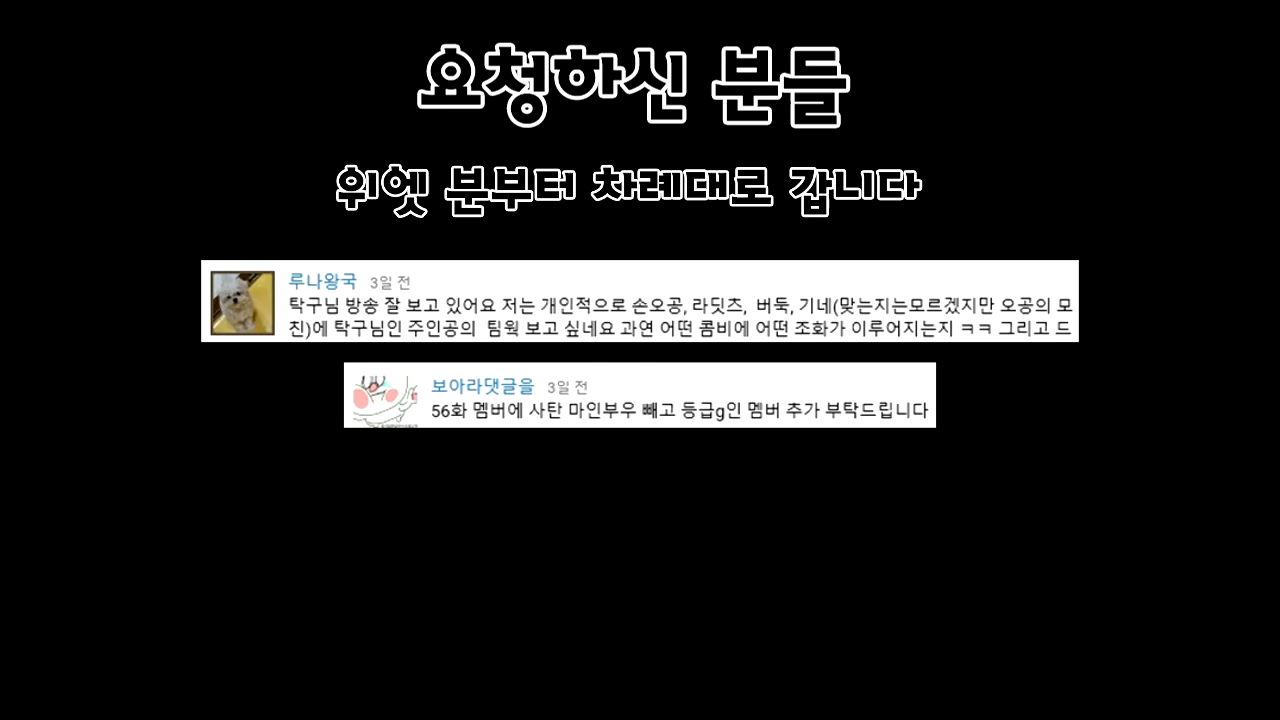 요청하신 분들
위엣 분부터 차례대로 갑니다
루나왕국 3일 전
탁구님 방송 잘 보고 있어요 저는 개인적으로 손오공, 라딧츠, 버둑, 기네(맞는지는모르겠지만 오공의 모
친)에 탁구님인 주인공의 팀웍 보고 싶네요 과연 어떤 콤비에 어떤 조화가 이루어지는지 ㅋㅋ 그리고 드
보아라댓글을 3일 전
56화 멤버에 사탄 마인부우 빼고 등급g인 멤버 추가 부탁드립니다